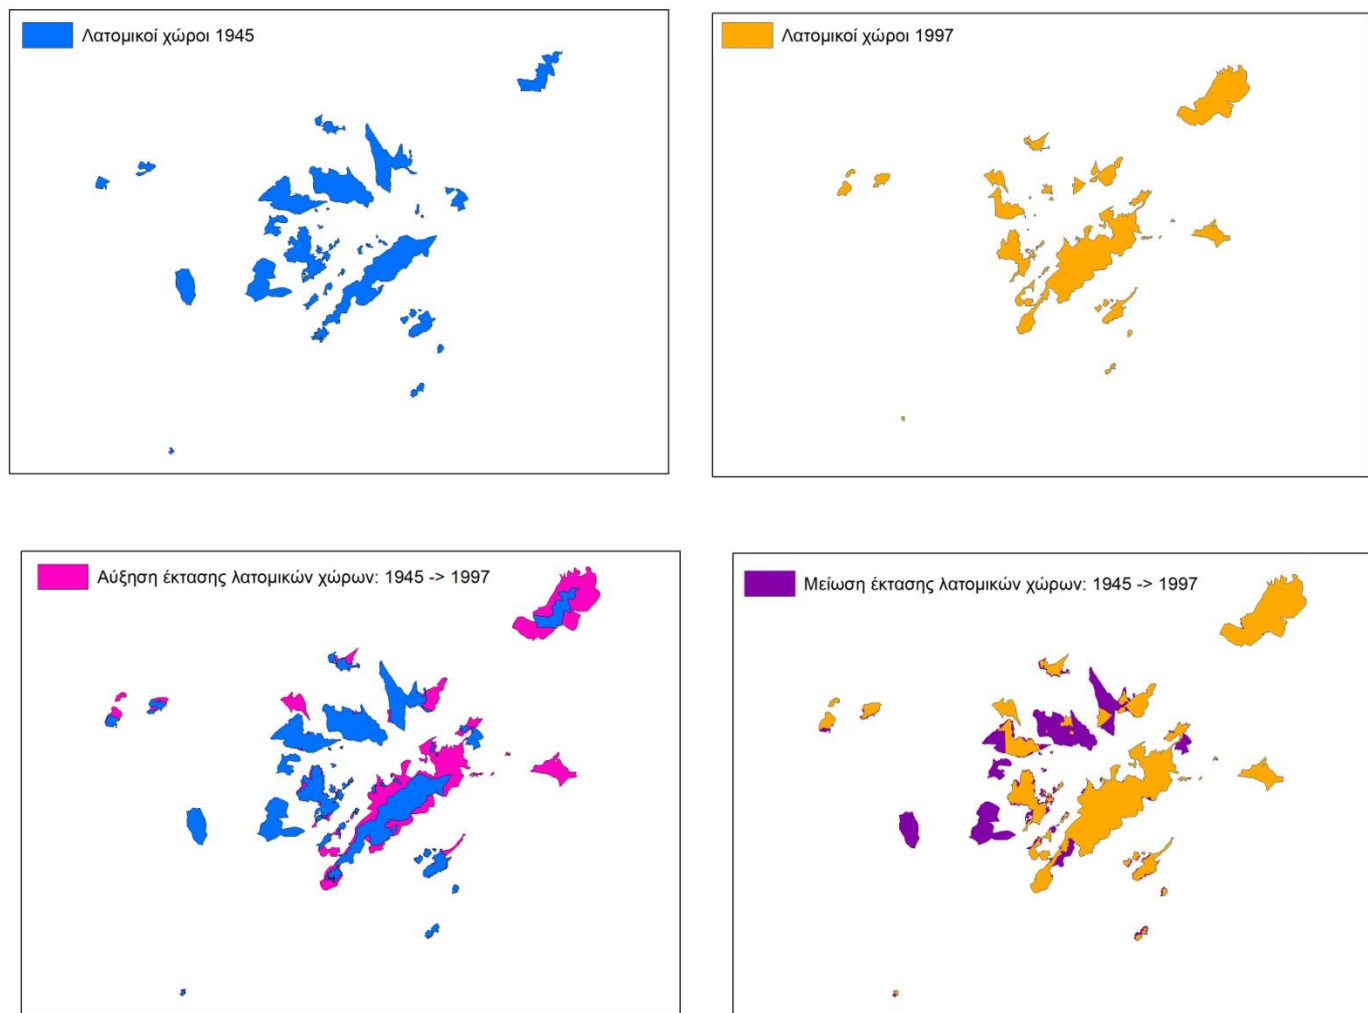 Λατομικοί χώροι 1945
Λατομικοί χώροι 1997
Αύξηση έκτασης λατομικών χώρων: 1945 -> 1997
Μείωση έκτασης λατομικών χώρων: 1945 -> 1997